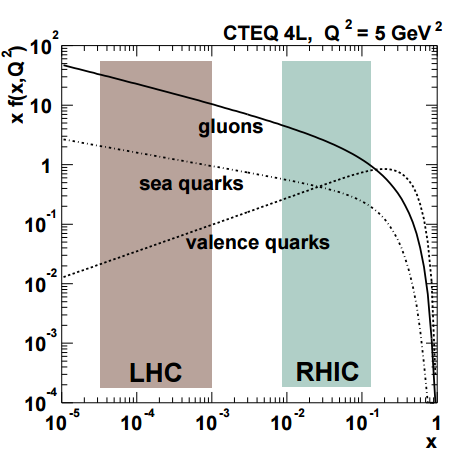 CTEQ 4L, Q² = 5 GeV²
x f(x,Q²)
10²
10
1
10⁻¹
10⁻²
10⁻³
10⁻⁴
gluons
sea quarks
valence quarks
LHC RHIC
10⁻⁵ 10⁻⁴ 10⁻³ 10⁻² 10⁻¹ 1
x